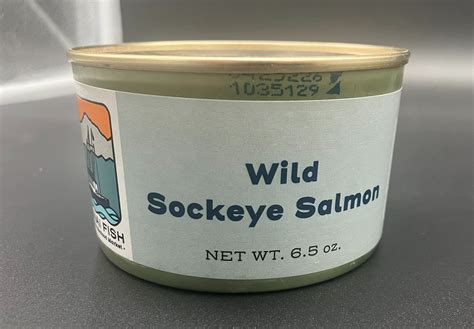 1035129
Wild
Sockeye Salmon
NET WT. 6.5 oz.
FISH